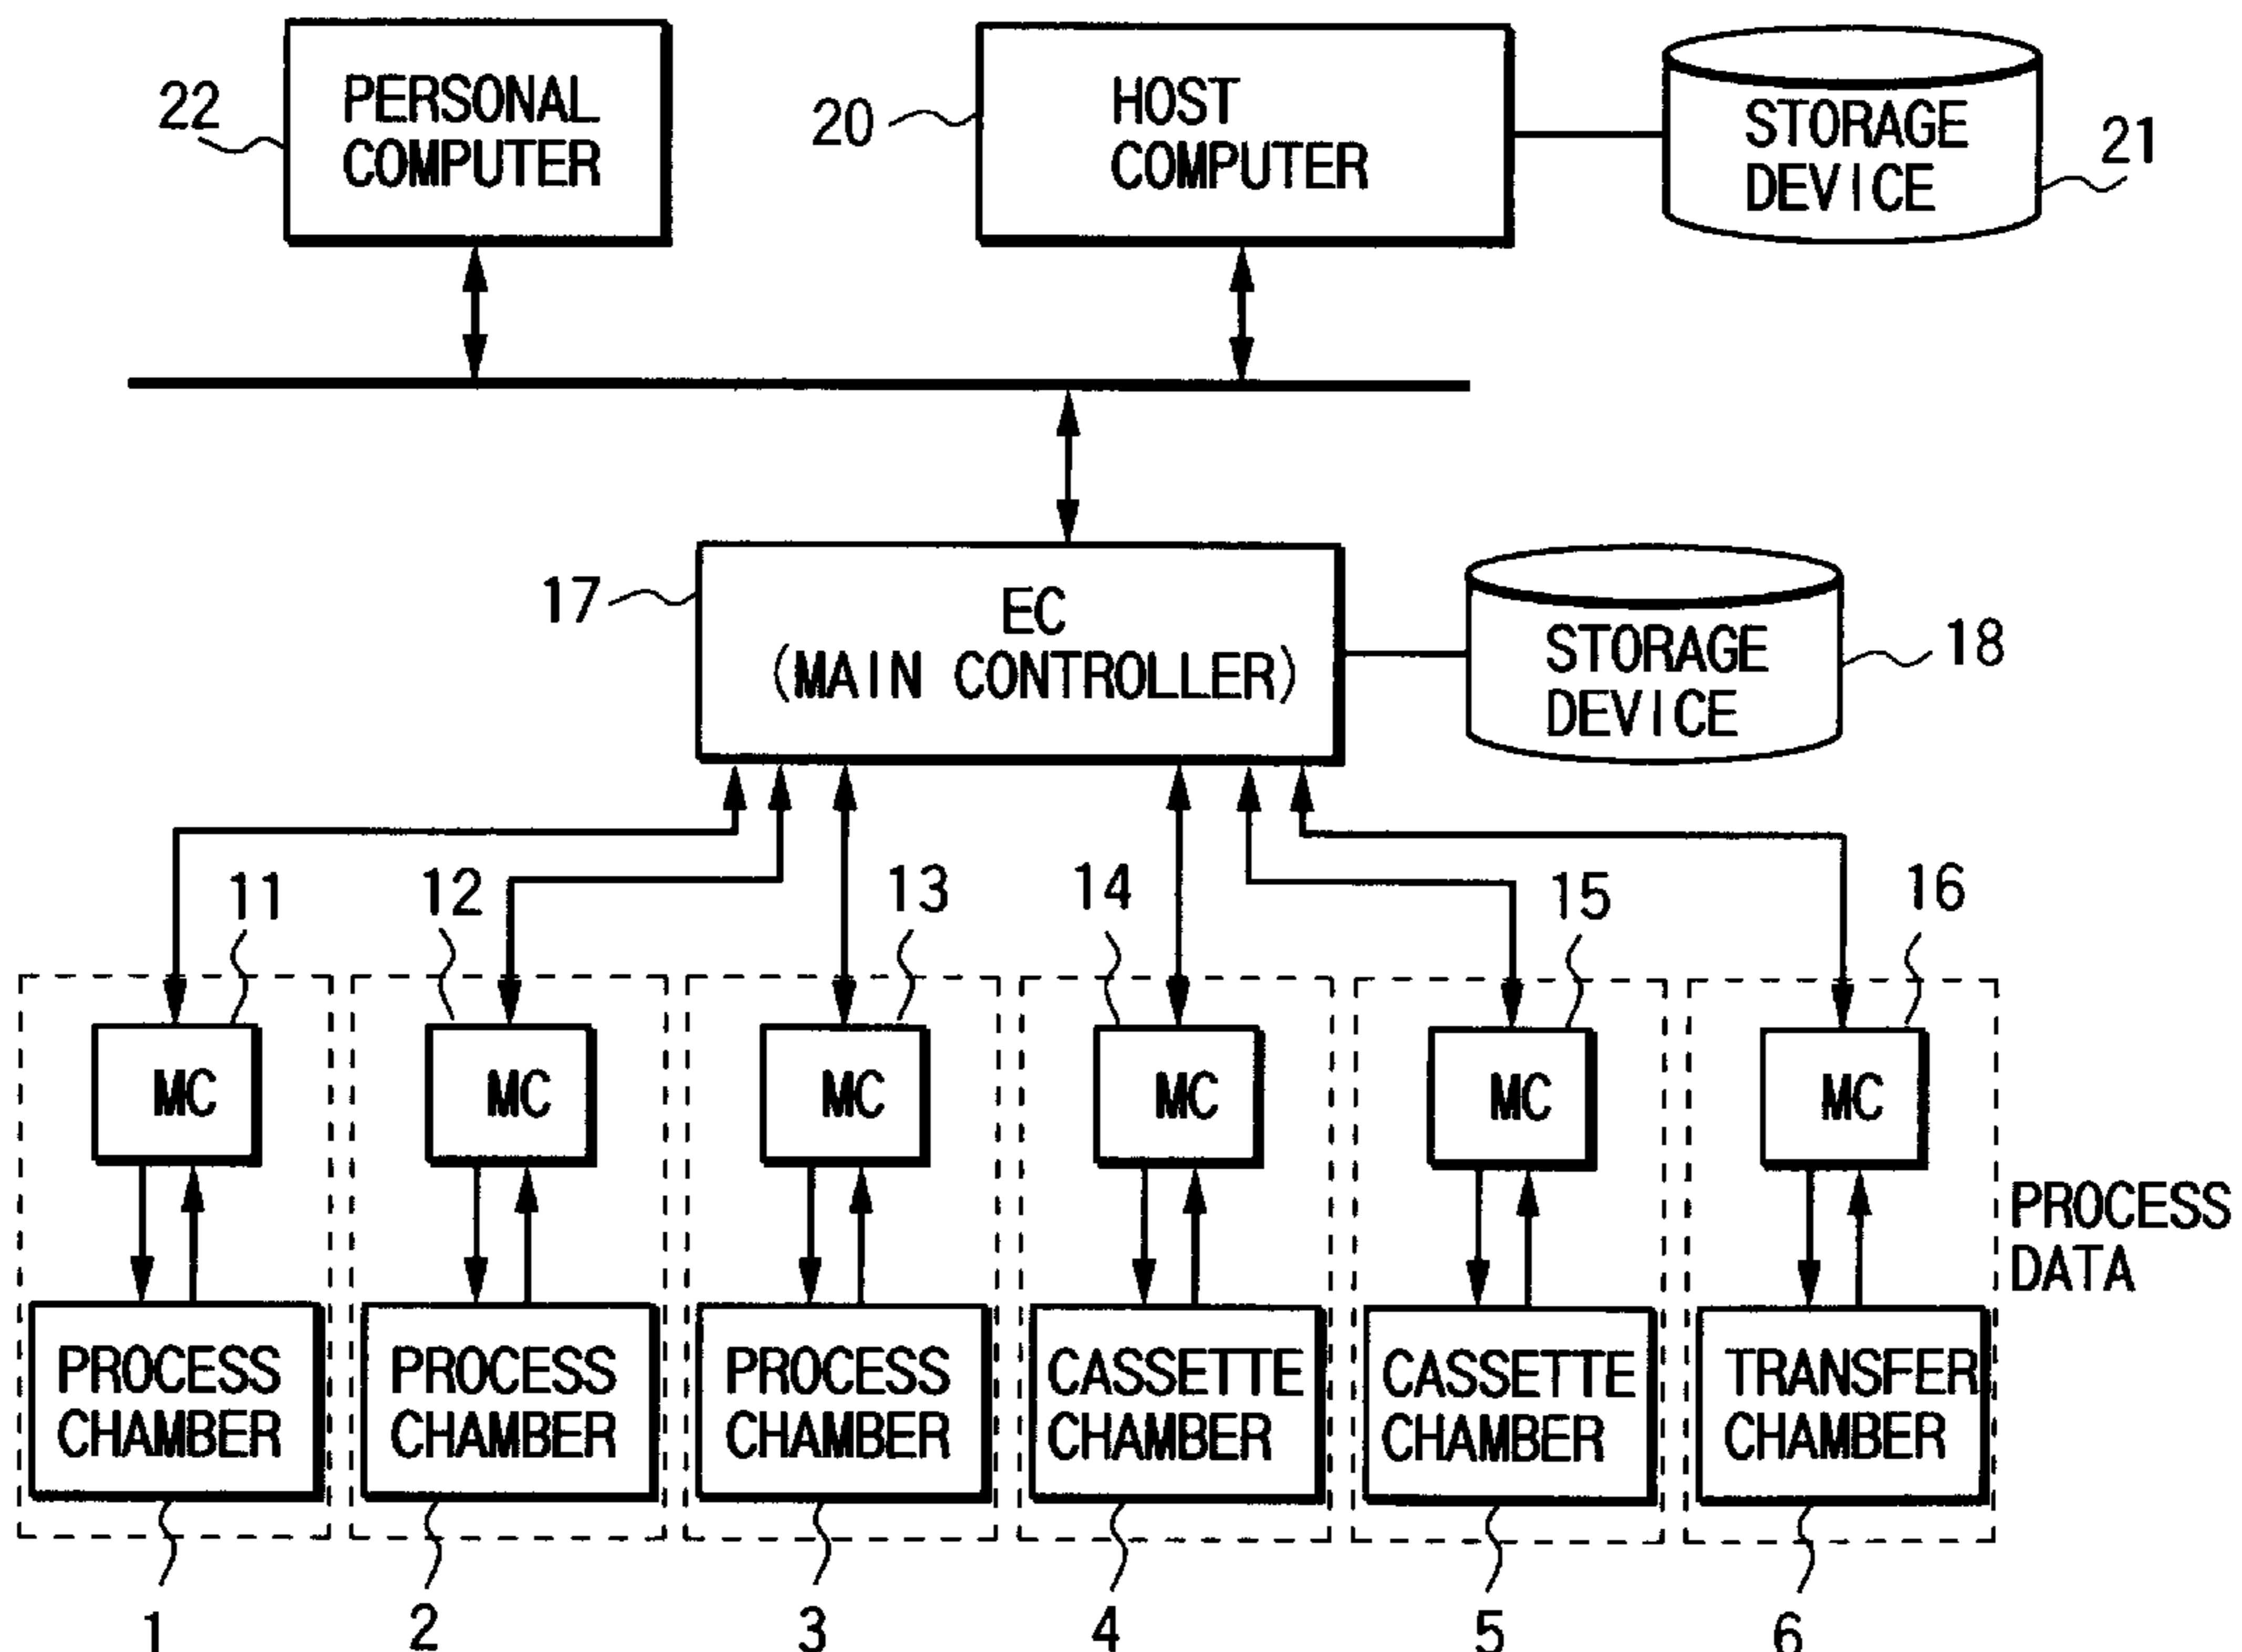 22
PERSONAL
COMPUTER
20
HOST
COMPUTER
STORAGE
DEVICE
21
17
EC
(MAIN CONTROLLER)
STORAGE
DEVICE
18
11
12
13
14
15
16
MC
MC
MC
MC
MC
MC
PROCESS
DATA
PROCESS
CHAMBER
PROCESS
CHAMBER
PROCESS
CHAMBER
CASSETTE
CHAMBER
CASSETTE
CHAMBER
TRANSFER
CHAMBER
1
2
3
4
5
6